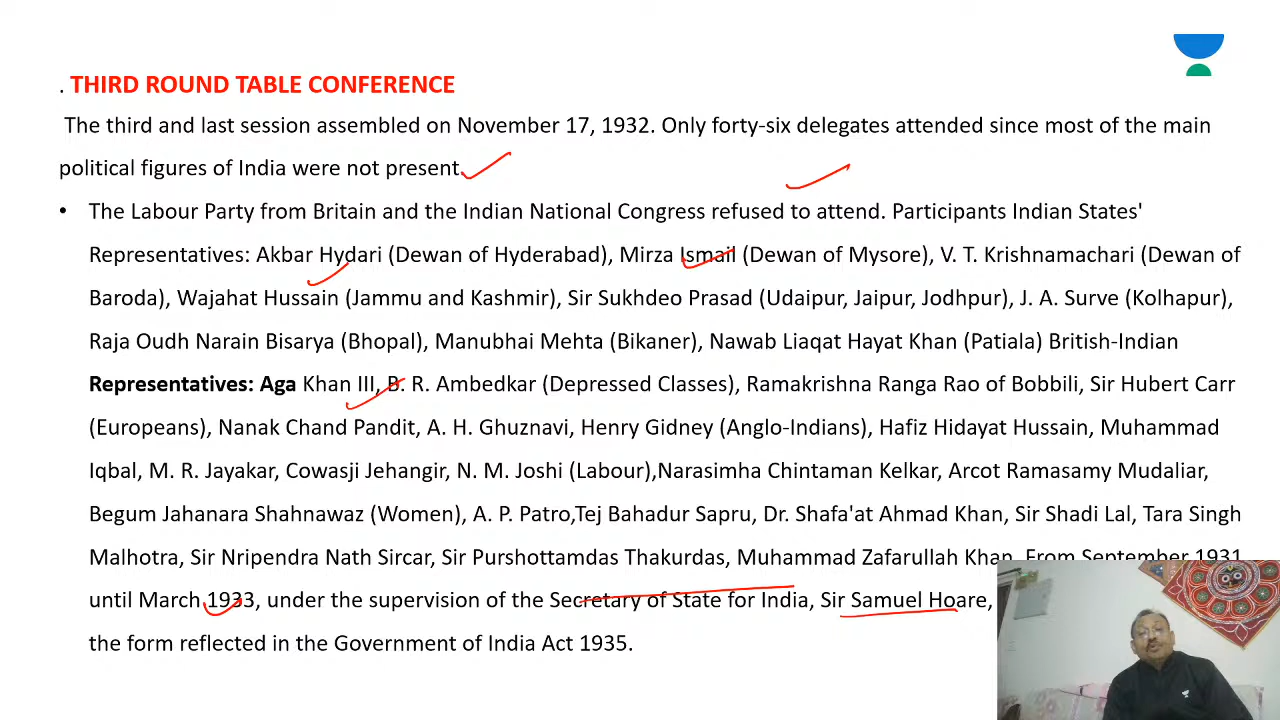 . THIRD ROUND TABLE CONFERENCE
The third and last session assembled on November 17, 1932. Only forty-six delegates attended since most of the main
political figures of India were not present.
• The Labour Party from Britain and the Indian National Congress refused to attend. Participants Indian States'
Representatives: Akbar Hydari (Dewan of Hyderabad), Mirza Ismail (Dewan of Mysore), V. T. Krishnamachari (Dewan of
Baroda), Wajahat Hussain (Jammu and Kashmir), Sir Sukhdeo Prasad (Udaipur, Jaipur, Jodhpur), J. A. Surve (Kolhapur),
Raja Oudh Narain Bisarya (Bhopal), Manubhai Mehta (Bikaner), Nawab Liaqat Hayat Khan (Patiala) British-Indian
Representatives: Aga Khan III, B. R. Ambedkar (Depressed Classes), Ramakrishna Ranga Rao of Bobbili, Sir Hubert Carr
(Europeans), Nanak Chand Pandit, A. H. Ghuznavi, Henry Gidney (Anglo-Indians), Hafiz Hidayat Hussain, Muhammad
Iqbal, M. R. Jayakar, Cowasji Jehangir, N. M. Joshi (Labour),Narasimha Chintaman Kelkar, Arcot Ramasamy Mudaliar,
Begum Jahanara Shahnawaz (Women), A. P. Patro,Tej Bahadur Sapru, Dr. Shafa'at Ahmad Khan, Sir Shadi Lal, Tara Singh
Malhotra, Sir Nripendra Nath Sircar, Sir Purshottamdas Thakurdas, Muhammad Zafarullah Khan. From September 1931
until March 1933, under the supervision of the Secretary of State for India, Sir Samuel Hoare,
the form reflected in the Government of India Act 1935.